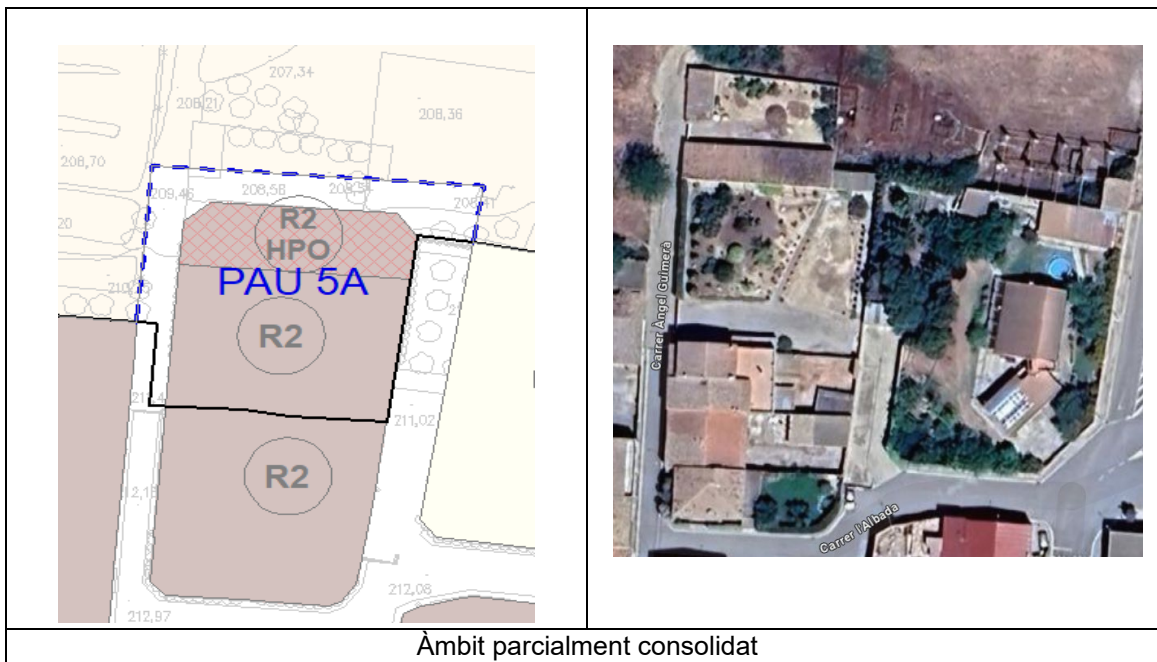 207,34
208,21
208,36
208,70
209,46
208,58
R2
HPO
PAU 5A
R2
211,02
R2
212,97
212,08
Carrer Àngel Guimerà
Carrer l'Albada
Àmbit parcialment consolidat